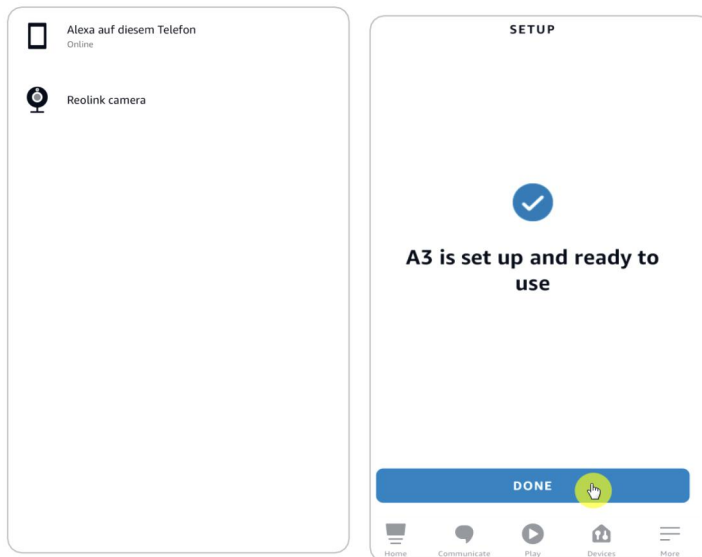 Alexa auf diesem Telefon
Online
Reolink camera
SETUP
A3 is set up and ready to
use
DONE
Home Communicate Play Devices More